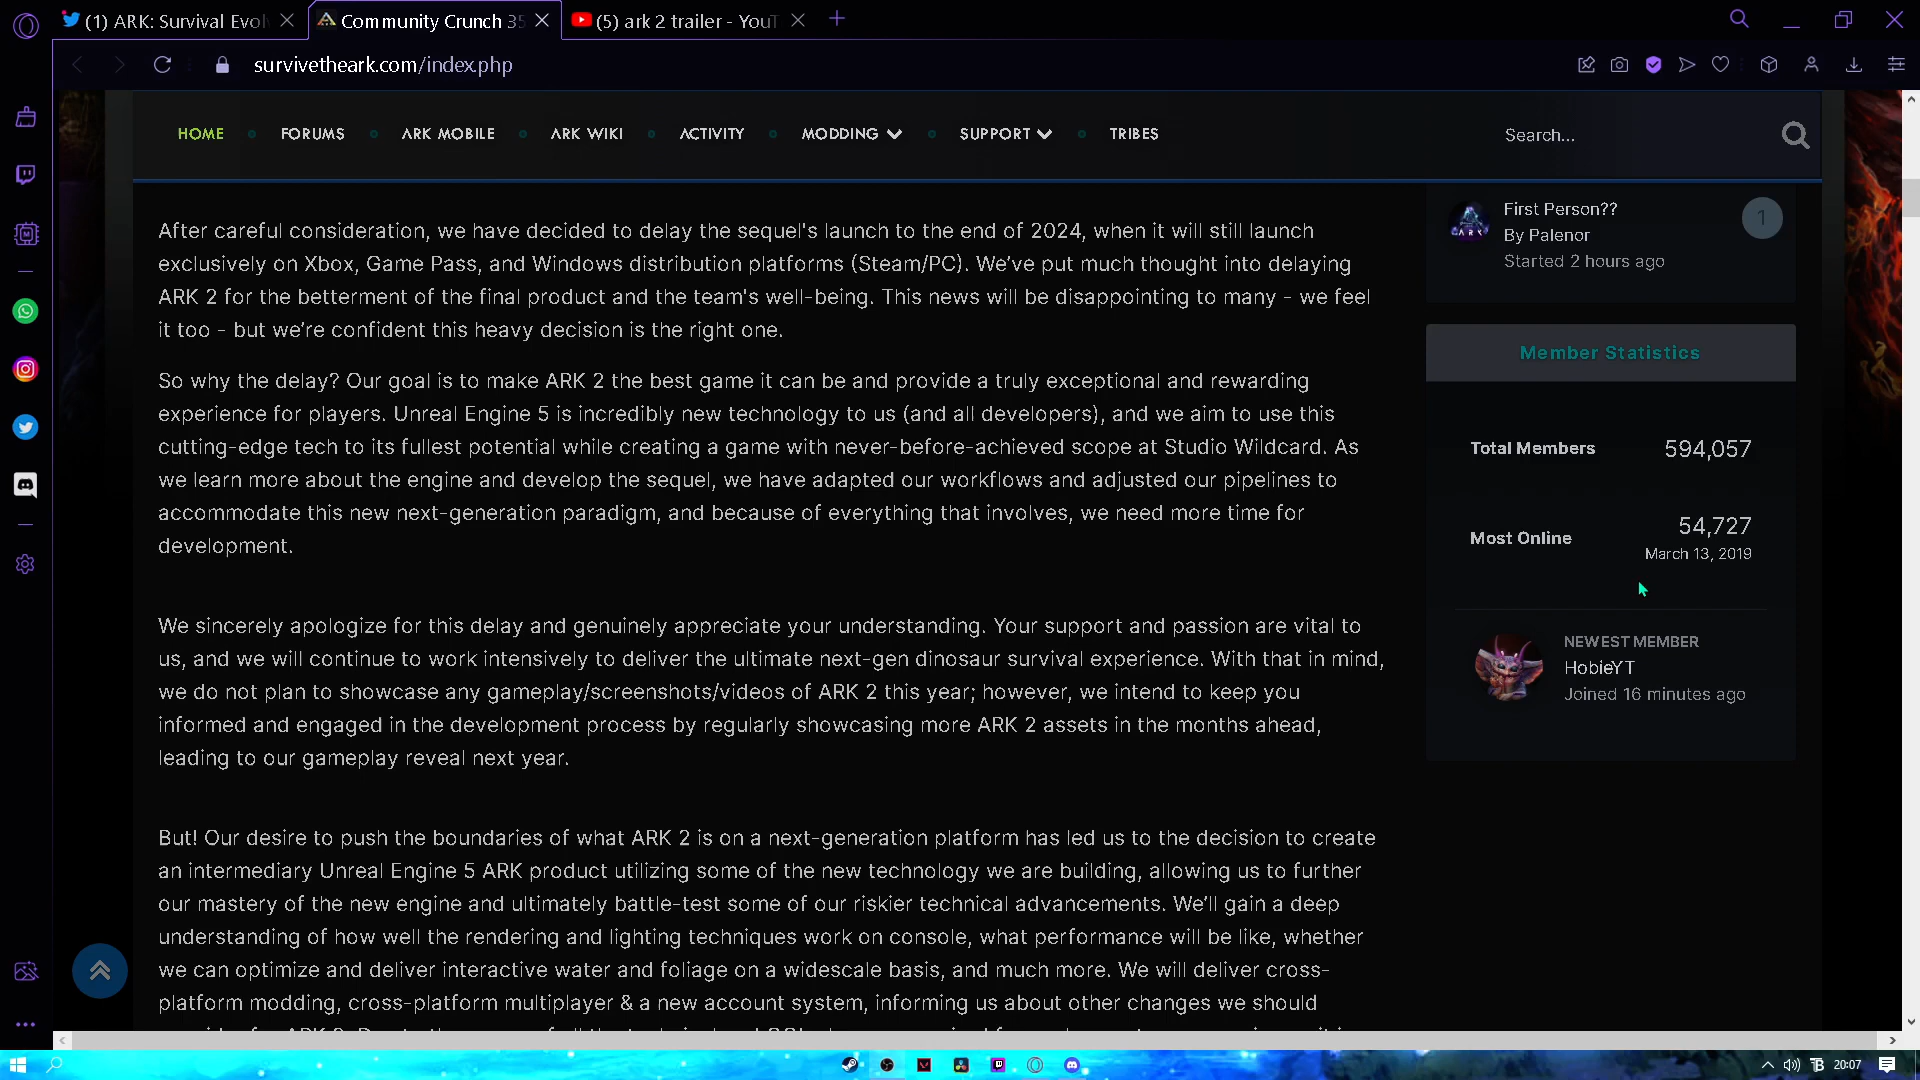 (1) ARK: Survival Evol
Community Crunch 35
(5) ark 2 trailer - YouT
survivetheark.com/index.php
HOME
FORUMS
ARK MOBILE
ARK WIKI
ACTIVITY
MODDING
SUPPORT
TRIBES
Search...
After careful consideration, we have decided to delay the sequel's launch to the end of 2024, when it will still launch
exclusively on Xbox, Game Pass, and Windows distribution platforms (Steam/PC). We've put much thought into delaying
ARK 2 for the betterment of the final product and the team's well-being. This news will be disappointing to many - we feel
it too - but we're confident this heavy decision is the right one.
So why the delay? Our goal is to make ARK 2 the best game it can be and provide a truly exceptional and rewarding
experience for players. Unreal Engine 5 is incredibly new technology to us (and all developers), and we aim to use this
cutting-edge tech to its fullest potential while creating a game with never-before-achieved scope at Studio Wildcard. As
we learn more about the engine and develop the sequel, we have adapted our workflows and adjusted our pipelines to
accommodate this new next-generation paradigm, and because of everything that involves, we need more time for
development.
We sincerely apologize for this delay and genuinely appreciate your understanding. Your support and passion are vital to
us, and we will continue to work intensively to deliver the ultimate next-gen dinosaur survival experience. With that in mind,
we do not plan to showcase any gameplay/screenshots/videos of ARK 2 this year; however, we intend to keep you
informed and engaged in the development process by regularly showcasing more ARK 2 assets in the months ahead,
leading to our gameplay reveal next year.
But! Our desire to push the boundaries of what ARK 2 is on a next-generation platform has led us to the decision to create
an intermediary Unreal Engine 5 ARK product utilizing some of the new technology we are building, allowing us to further
our mastery of the new engine and ultimately battle-test some of our riskier technical advancements. We'll gain a deep
understanding of how well the rendering and lighting techniques work on console, what performance will be like, whether
we can optimize and deliver interactive water and foliage on a widescale basis, and much more. We will deliver cross-
platform modding, cross-platform multiplayer & a new account system, informing us about other changes we should
First Person??
1
By Palenor
Started 2 hours ago
Member Statistics
Total Members
594,057
Most Online
54,727
March 13, 2019
NEWEST MEMBER
HobieYT
Joined 16 minutes ago
20:07